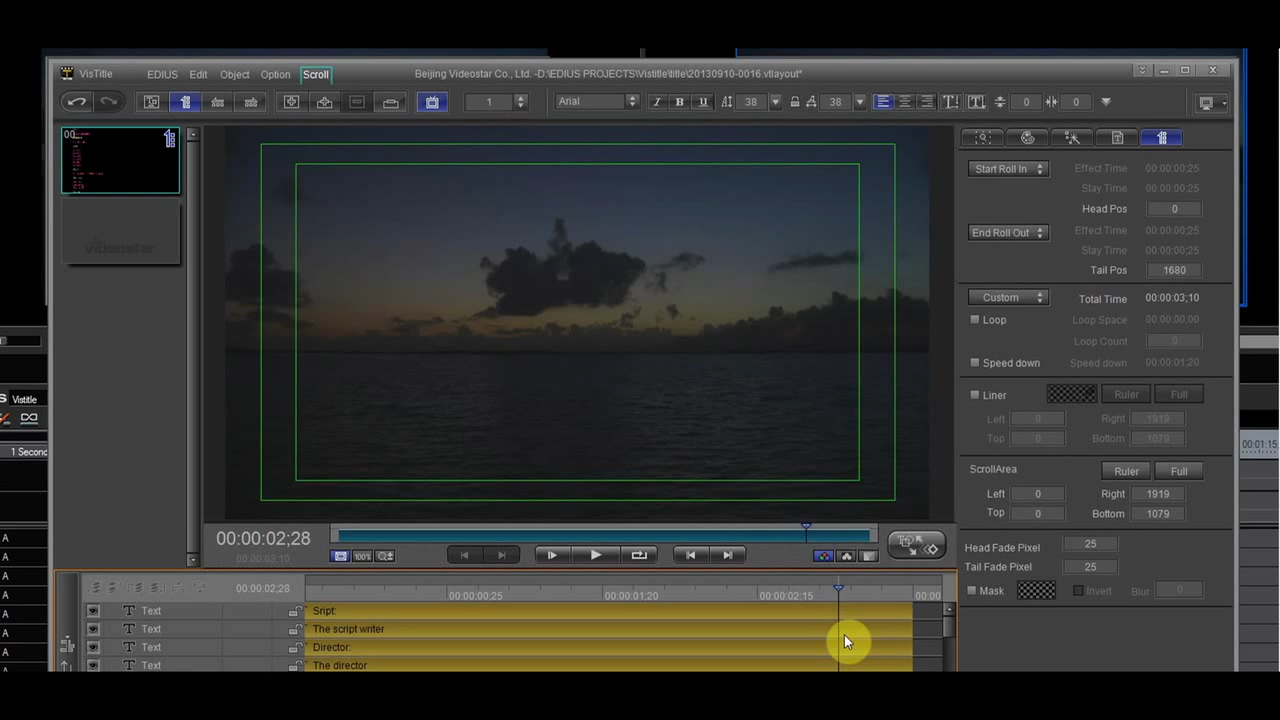 VisTitle EDIUS Edit Object Option Scroll Beijing Videostar Co., Ltd. -D:\EDIUS PROJECTS\Vistitle\title\20130910-0016.vtlayout*
1 Arial I B U 38 38 0 0
00
Start Roll In Effect Time 00:00:00;25
Stay Time 00:00:00;25
Head Pos 0
videostar
End Roll Out Effect Time 00:00:00;25
Stay Time 00:00:00;25
Tail Pos 1680
Custom Total Time 00:00:03;10
Loop Loop Space 00:00:00;00
Loop Count 0
Speed down Speed down 00:00:01;20
S Vistitle
Liner Ruler Full
Left 0 Right 1919
Top 0 Bottom 1079
1 Second
00:01:15;
ScrollArea Ruler Full
Left 0 Right 1919
Top 0 Bottom 1079
00:00:02;28
00:00:03;10
100%
Head Fade Pixel 25
Tail Fade Pixel 25
Mask Invert Blur 0
00:00:02;28 00:00:00;25 00:00:01;20 00:00:02;15 00:00
T Text Sript:
T Text The script writer
T Text Director:
T Text The director
A
A
A
A
A
A
A